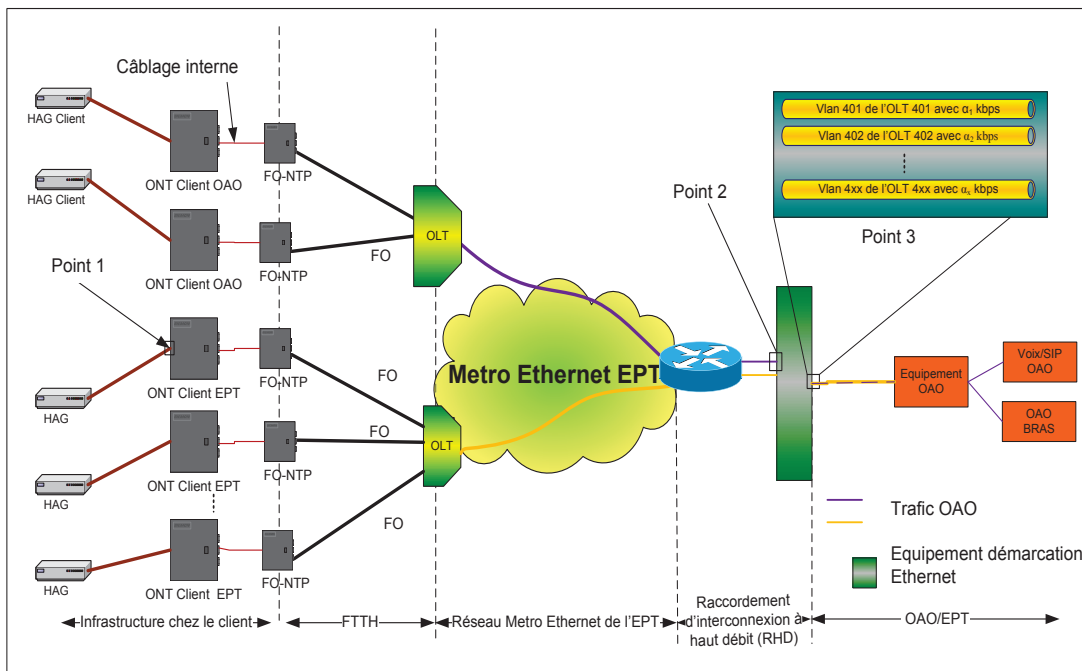 Câblage interne
HAG Client
ONT Client OAO
FO-NTP
HAG Client
ONT Client OAO
FO-NTP
FO
OLT
Point 1
ONT Client EPT
FO-NTP
HAG
FO
ONT Client EPT
FO-NTP
HAG
FO
OLT
FO
ONT Client EPT
FO-NTP
HAG
Metro Ethernet EPT
Point 2
Vlan 401 de l'OLT 401 avec α1 kbps
Vlan 402 de l'OLT 402 avec α2 kbps
Vlan 4xx de l'OLT 4xx avec αx kbps
Point 3
Equipement
OAO
Voix/SIP
OAO
OAO
BRAS
Trafic OAO
Equipement démarcation
Ethernet
Infrastructure chez le client
FTTH
Réseau Metro Ethernet de l'EPT
Raccordement
d'interconnexion à
haut débit (RHD)
OAO/EPT